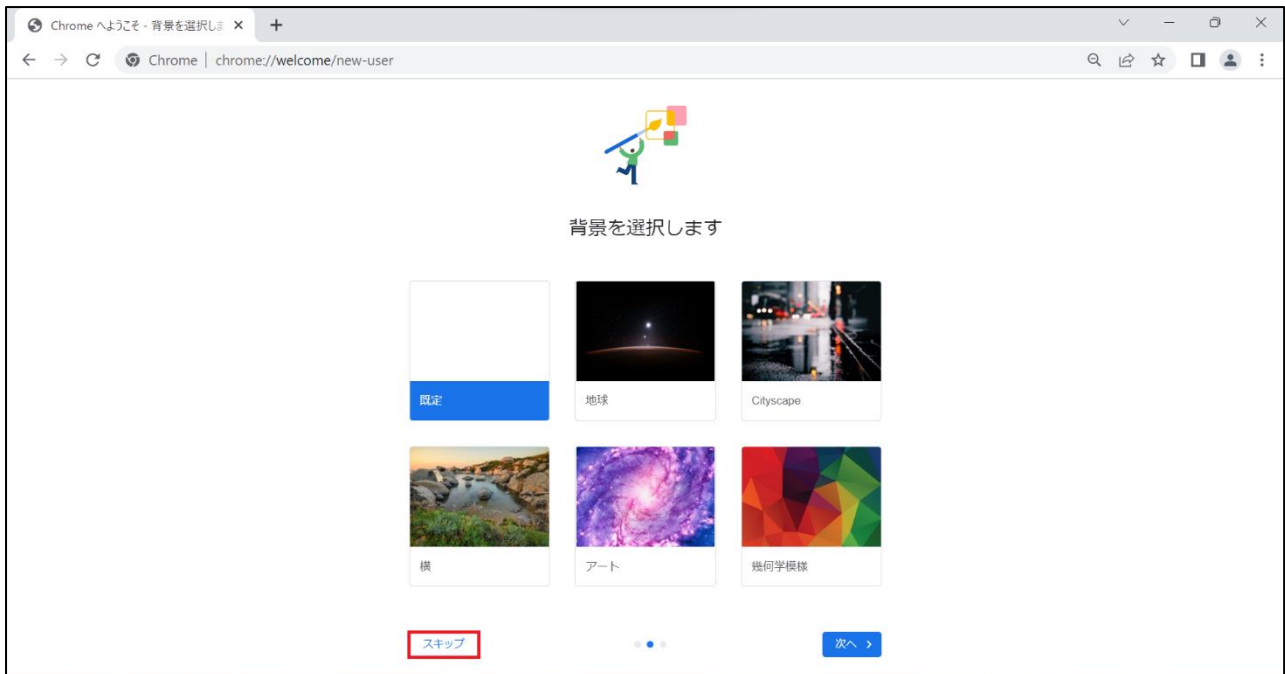 Chrome へようこそ - 背景を選択しま
Chrome | chrome://welcome/new-user
背景を選択します
既定
地球
Cityscape
横
アート
幾何学模様
スキップ
次へ